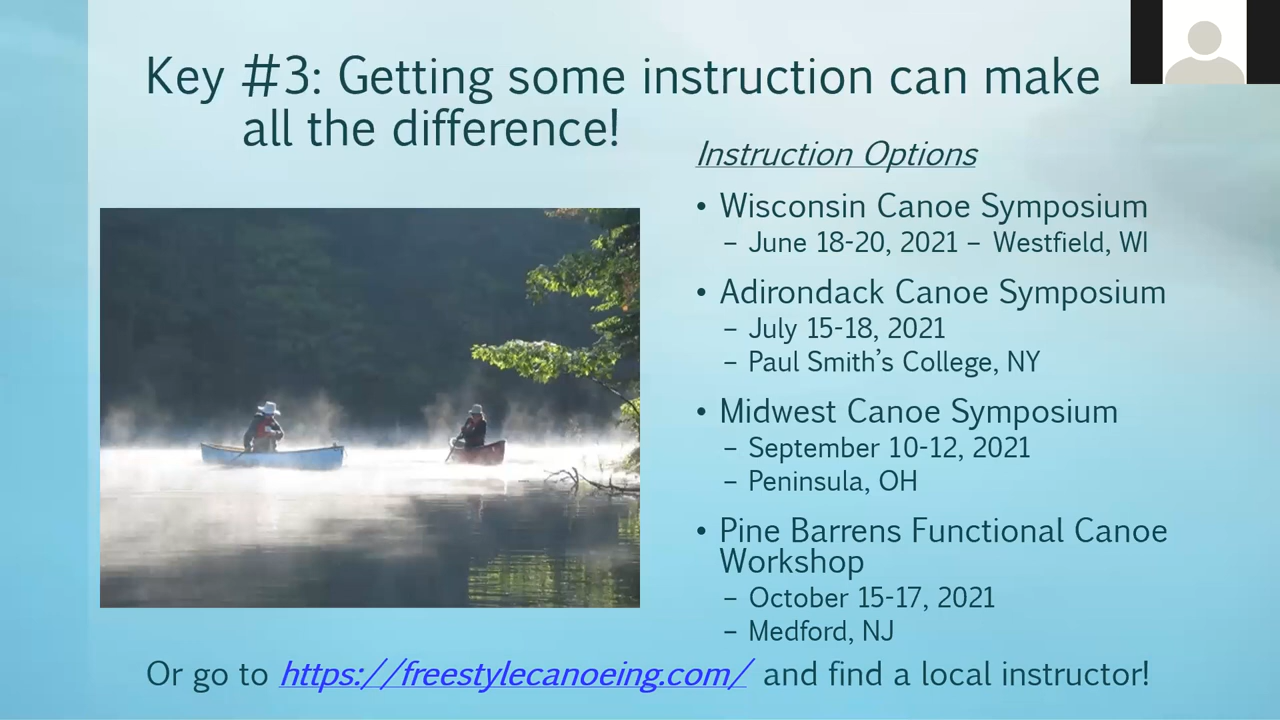 Key #3: Getting some instruction can make
all the difference!
Instruction Options
• Wisconsin Canoe Symposium
– June 18-20, 2021 – Westfield, WI
• Adirondack Canoe Symposium
– July 15-18, 2021
– Paul Smith’s College, NY
• Midwest Canoe Symposium
– September 10-12, 2021
– Peninsula, OH
• Pine Barrens Functional Canoe
Workshop
– October 15-17, 2021
– Medford, NJ
Or go to https://freestylecanoeing.com/ and find a local instructor!